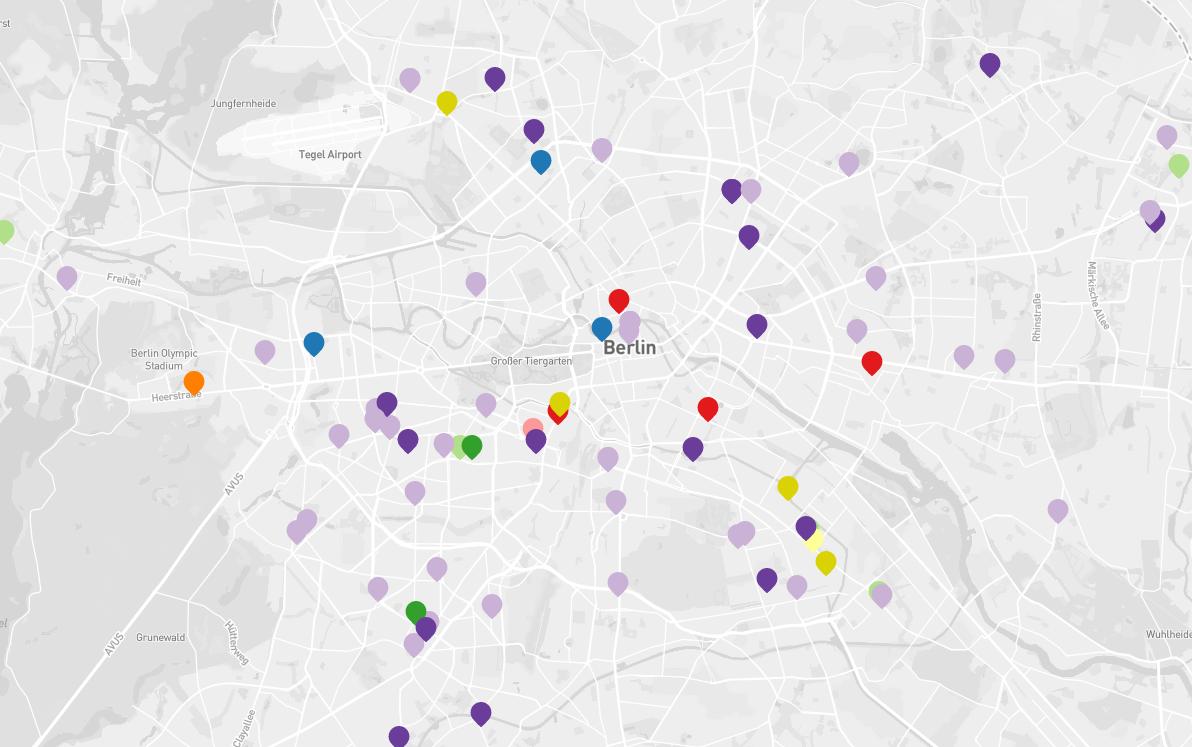 rst
Jungfernheide
Tegel Airport
Freiheit
Märkische Allee
Rhinstraße
Berlin Olympic
Stadium
Großer Tiergarten
Berlin
Heerstraße
AVUS
AVUS
Grunewald
Hüttenweg
Wuhlheide
Clayallee